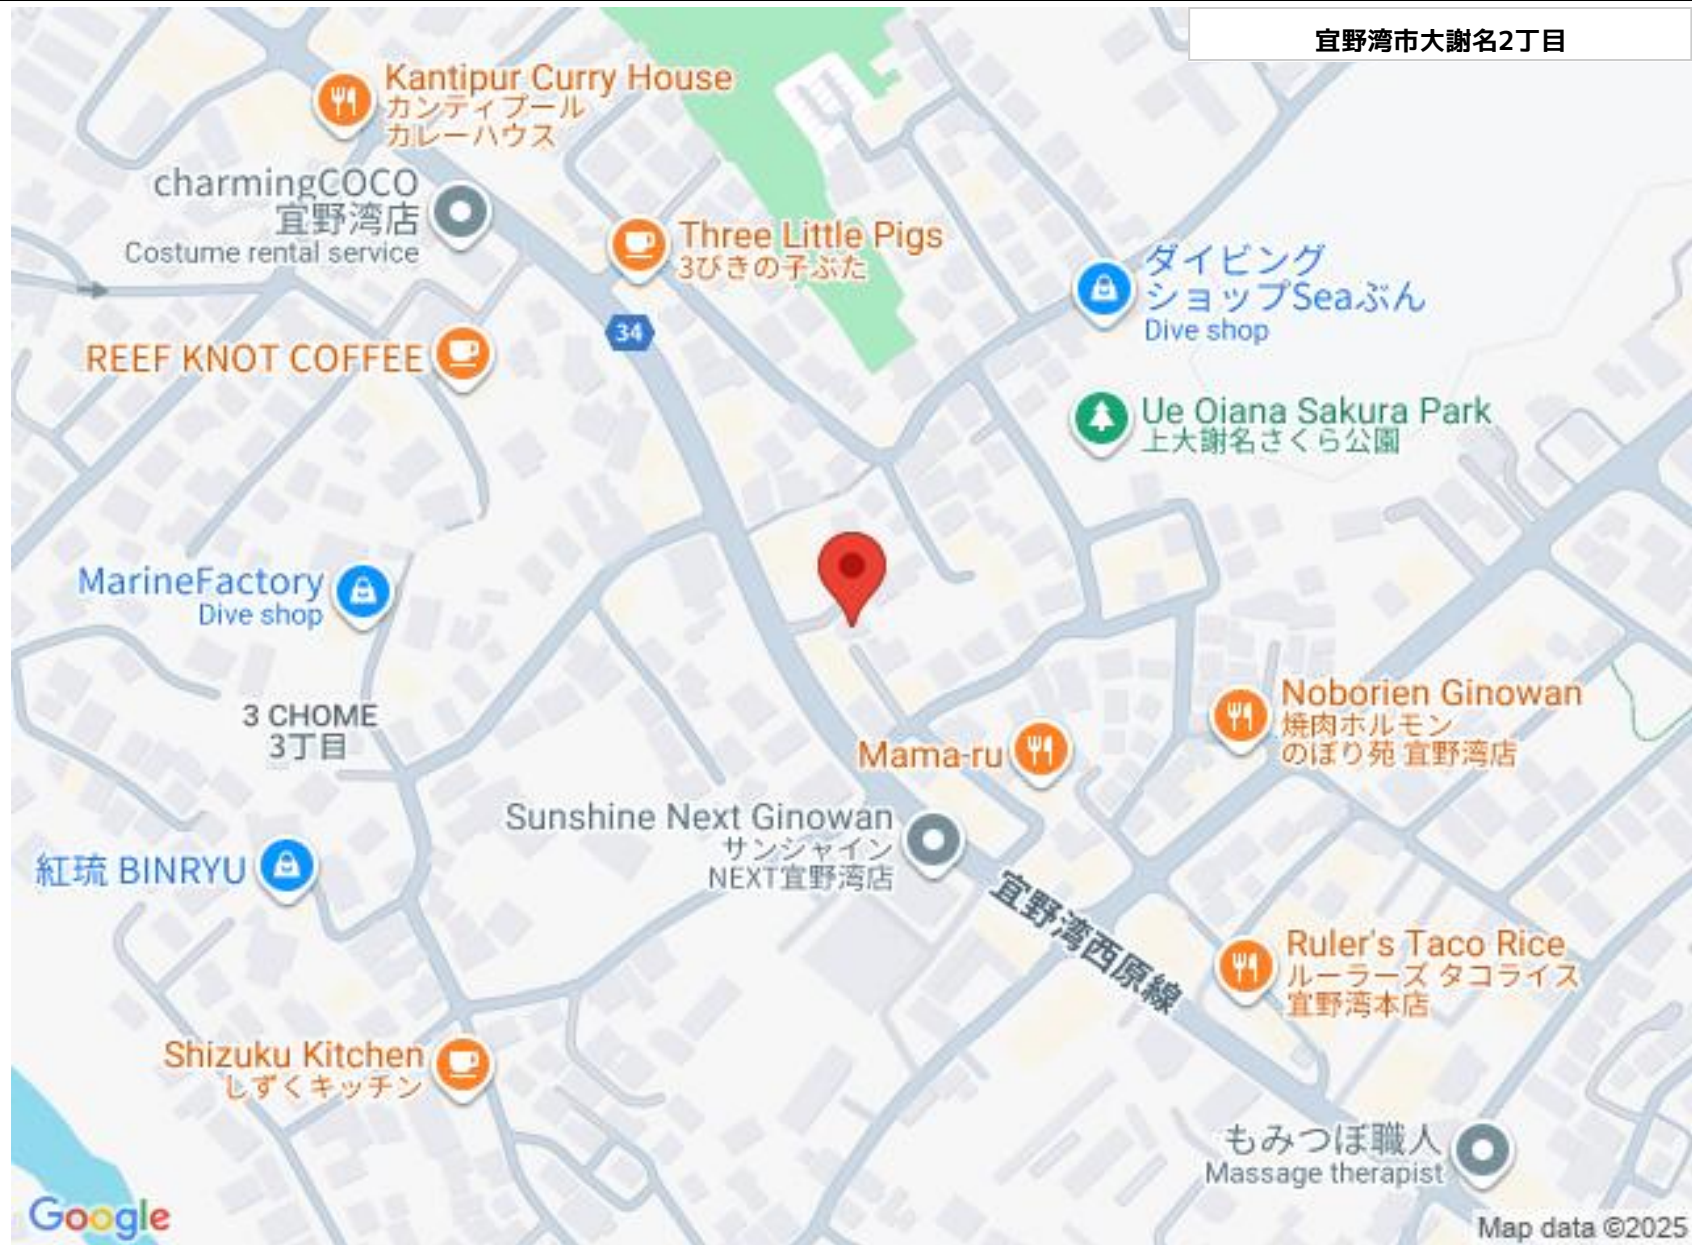 宜野湾市大謝名2丁目
Kantipur Curry House
カンティプール
カレーハウス
charmingCOCO
宜野湾店
Costume rental service
Three Little Pigs
3びきの子ぶた
ダイビング
ショップSeaぶん
Dive shop
34
REEF KNOT COFFEE
Ue Ojana Sakura Park
上大謝名さくら公園
MarineFactory
Dive shop
3 CHOME
3丁目
Noborien Ginowan
焼肉ホルモン
のぼり苑 宜野湾店
Mama-ru
Sunshine Next Ginowan
サンシャイン
NEXT宜野湾店
紅琉 BINRYU
宜野湾西原線
Ruler's Taco Rice
ルーラーズ タコライス
宜野湾本店
Shizuku Kitchen
しずくキッチン
もみつぼ職人
Massage therapist
Google
Map data ©2025